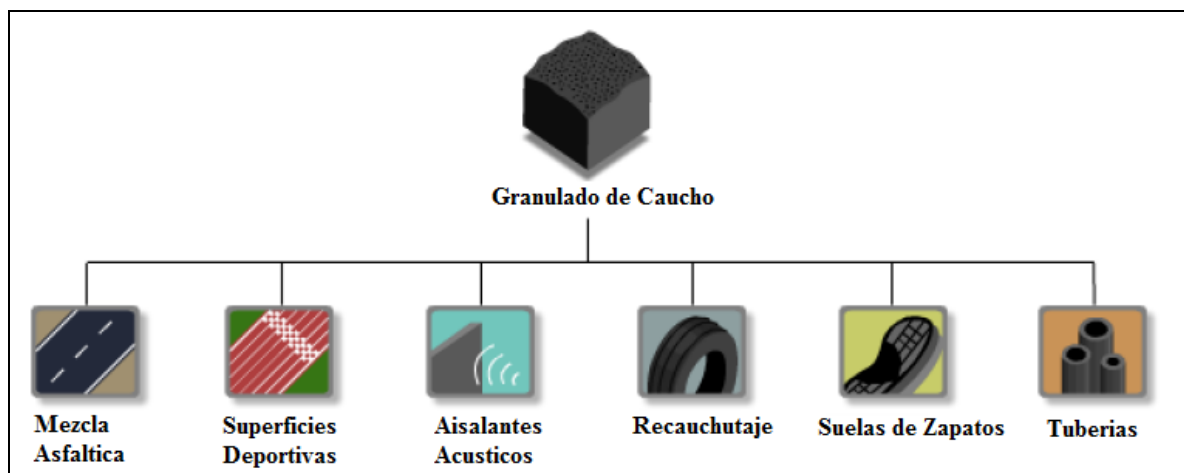 Granulado de Caucho
Mezcla
Asfaltica
Superficies
Deportivas
Aisalantes
Acusticos
Recauchutaje
Suelas de Zapatos
Tuberias